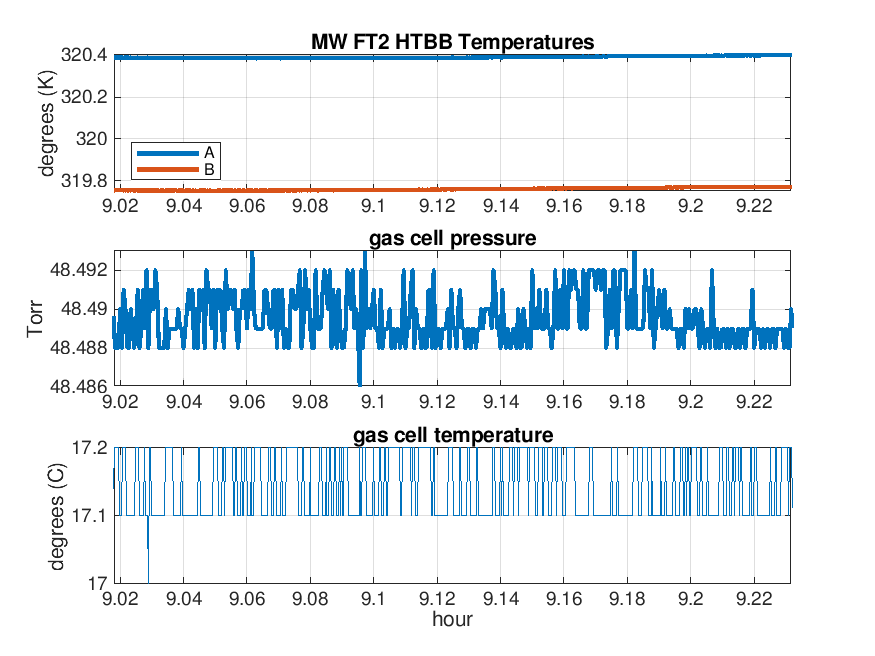 MW FT2 HTBB Temperatures
degrees (K)
320.4
320.2
320
319.8
A
B
9.02 9.04 9.06 9.08 9.1 9.12 9.14 9.16 9.18 9.2 9.22
gas cell pressure
Torr
48.492
48.49
48.488
48.486
9.02 9.04 9.06 9.08 9.1 9.12 9.14 9.16 9.18 9.2 9.22
gas cell temperature
degrees (C)
17.2
17.1
17
9.02 9.04 9.06 9.08 9.1 9.12 9.14 9.16 9.18 9.2 9.22
hour